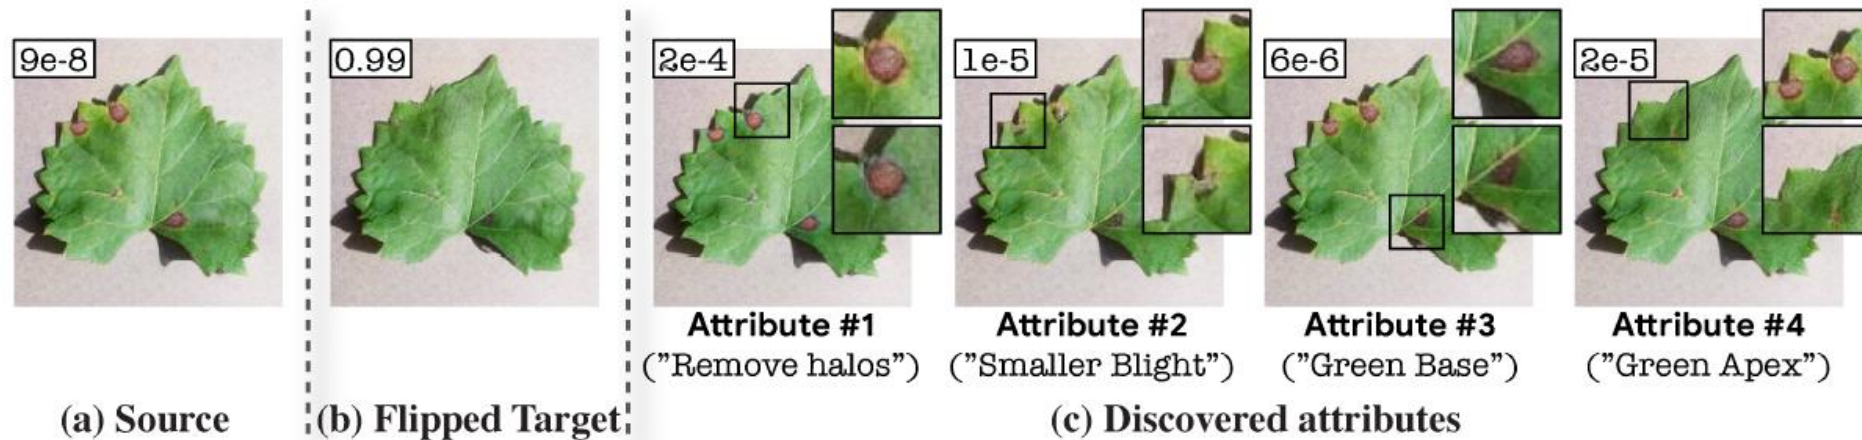 9e-8
0.99
2e-4
1e-5
6e-6
2e-5
Attribute #1
("Remove halos")
Attribute #2
("Smaller Blight")
Attribute #3
("Green Base")
Attribute #4
("Green Apex")
(a) Source
(b) Flipped Target
(c) Discovered attributes